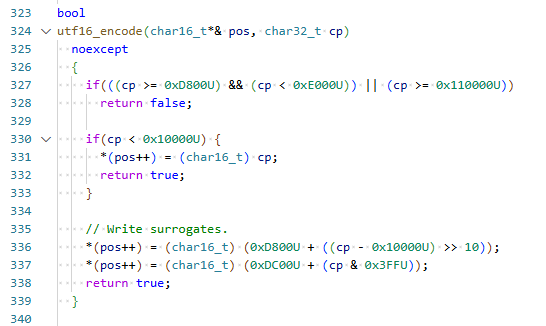 323 bool
324 utf16_encode(char16_t*& pos, char32_t cp)
325   noexcept
326   {
327     if(((cp >= 0xD800U) && (cp < 0xE000U)) || (cp >= 0x110000U))
328       return false;
329
330     if(cp < 0x10000U) {
331       *(pos++) = (char16_t) cp;
332       return true;
333     }
334
335     // Write surrogates.
336     *(pos++) = (char16_t) (0xD800U + ((cp - 0x10000U) >> 10));
337     *(pos++) = (char16_t) (0xDC00U + (cp & 0x3FFU));
338     return true;
339   }
340